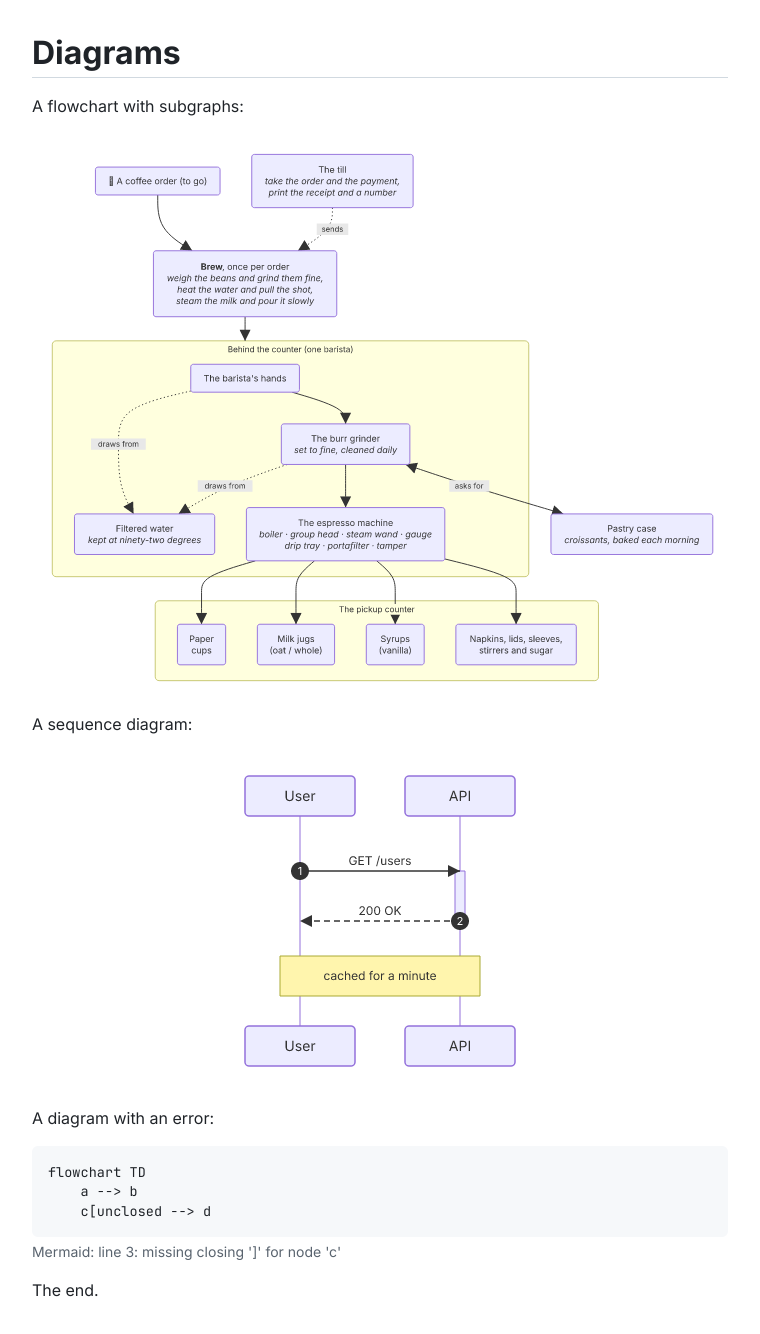 Diagrams
A flowchart with subgraphs:
A coffee order (to go)
The till
take the order and the payment,
print the receipt and a number
sends
Brew, once per order
weigh the beans and grind them fine,
heat the water and pull the shot,
steam the milk and pour it slowly
Behind the counter (one barista)
The barista's hands
draws from
The burr grinder
set to fine, cleaned daily
draws from
asks for
Filtered water
kept at ninety-two degrees
The espresso machine
boiler · group head · steam wand · gauge
drip tray · portafilter · tamper
Pastry case
croissants, baked each morning
The pickup counter
Paper
cups
Milk jugs
(oat / whole)
Syrups
(vanilla)
Napkins, lids, sleeves,
stirrers and sugar
A sequence diagram:
User
API
GET /users
1
200 OK
2
cached for a minute
User
API
A diagram with an error:
flowchart TD
    a --> b
    c[unclosed --> d
Mermaid: line 3: missing closing ']' for node 'c'
The end.